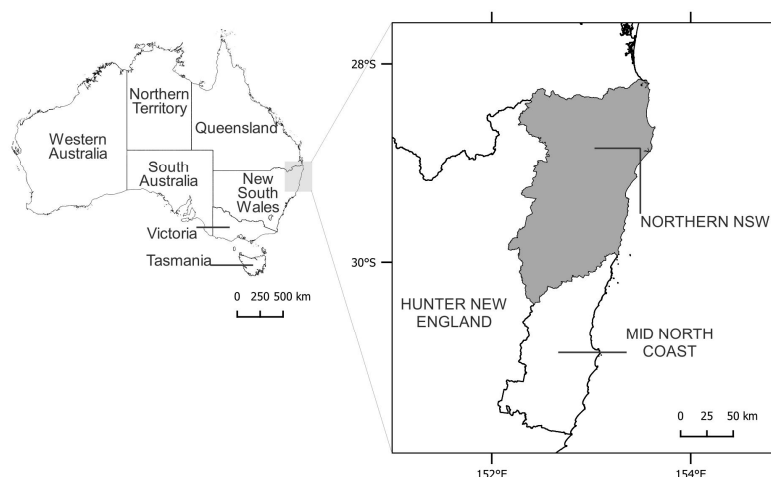 Northern
Territory
Western
Australia
Queensland
South
Australia
New
South
Wales
Victoria
Tasmania
0 250 500 km
28°S
30°S
NORTHERN NSW
HUNTER NEW
ENGLAND
MID NORTH
COAST
0 25 50 km
152°E
154°E